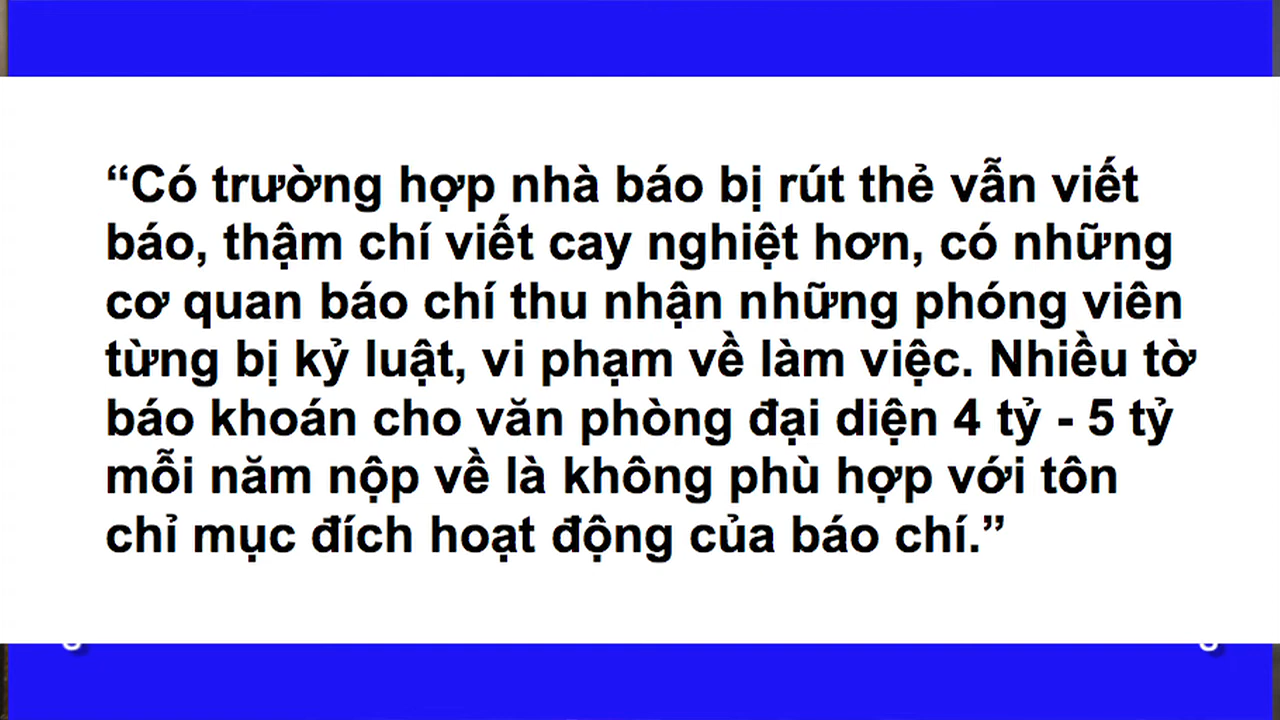 “Có trường hợp nhà báo bị rút thẻ vẫn viết
báo, thậm chí viết cay nghiệt hơn, có những
cơ quan báo chí thu nhận những phóng viên
từng bị kỷ luật, vi phạm về làm việc. Nhiều tờ
báo khoán cho văn phòng đại diện 4 tỷ - 5 tỷ
mỗi năm nộp về là không phù hợp với tôn
chỉ mục đích hoạt động của báo chí.”